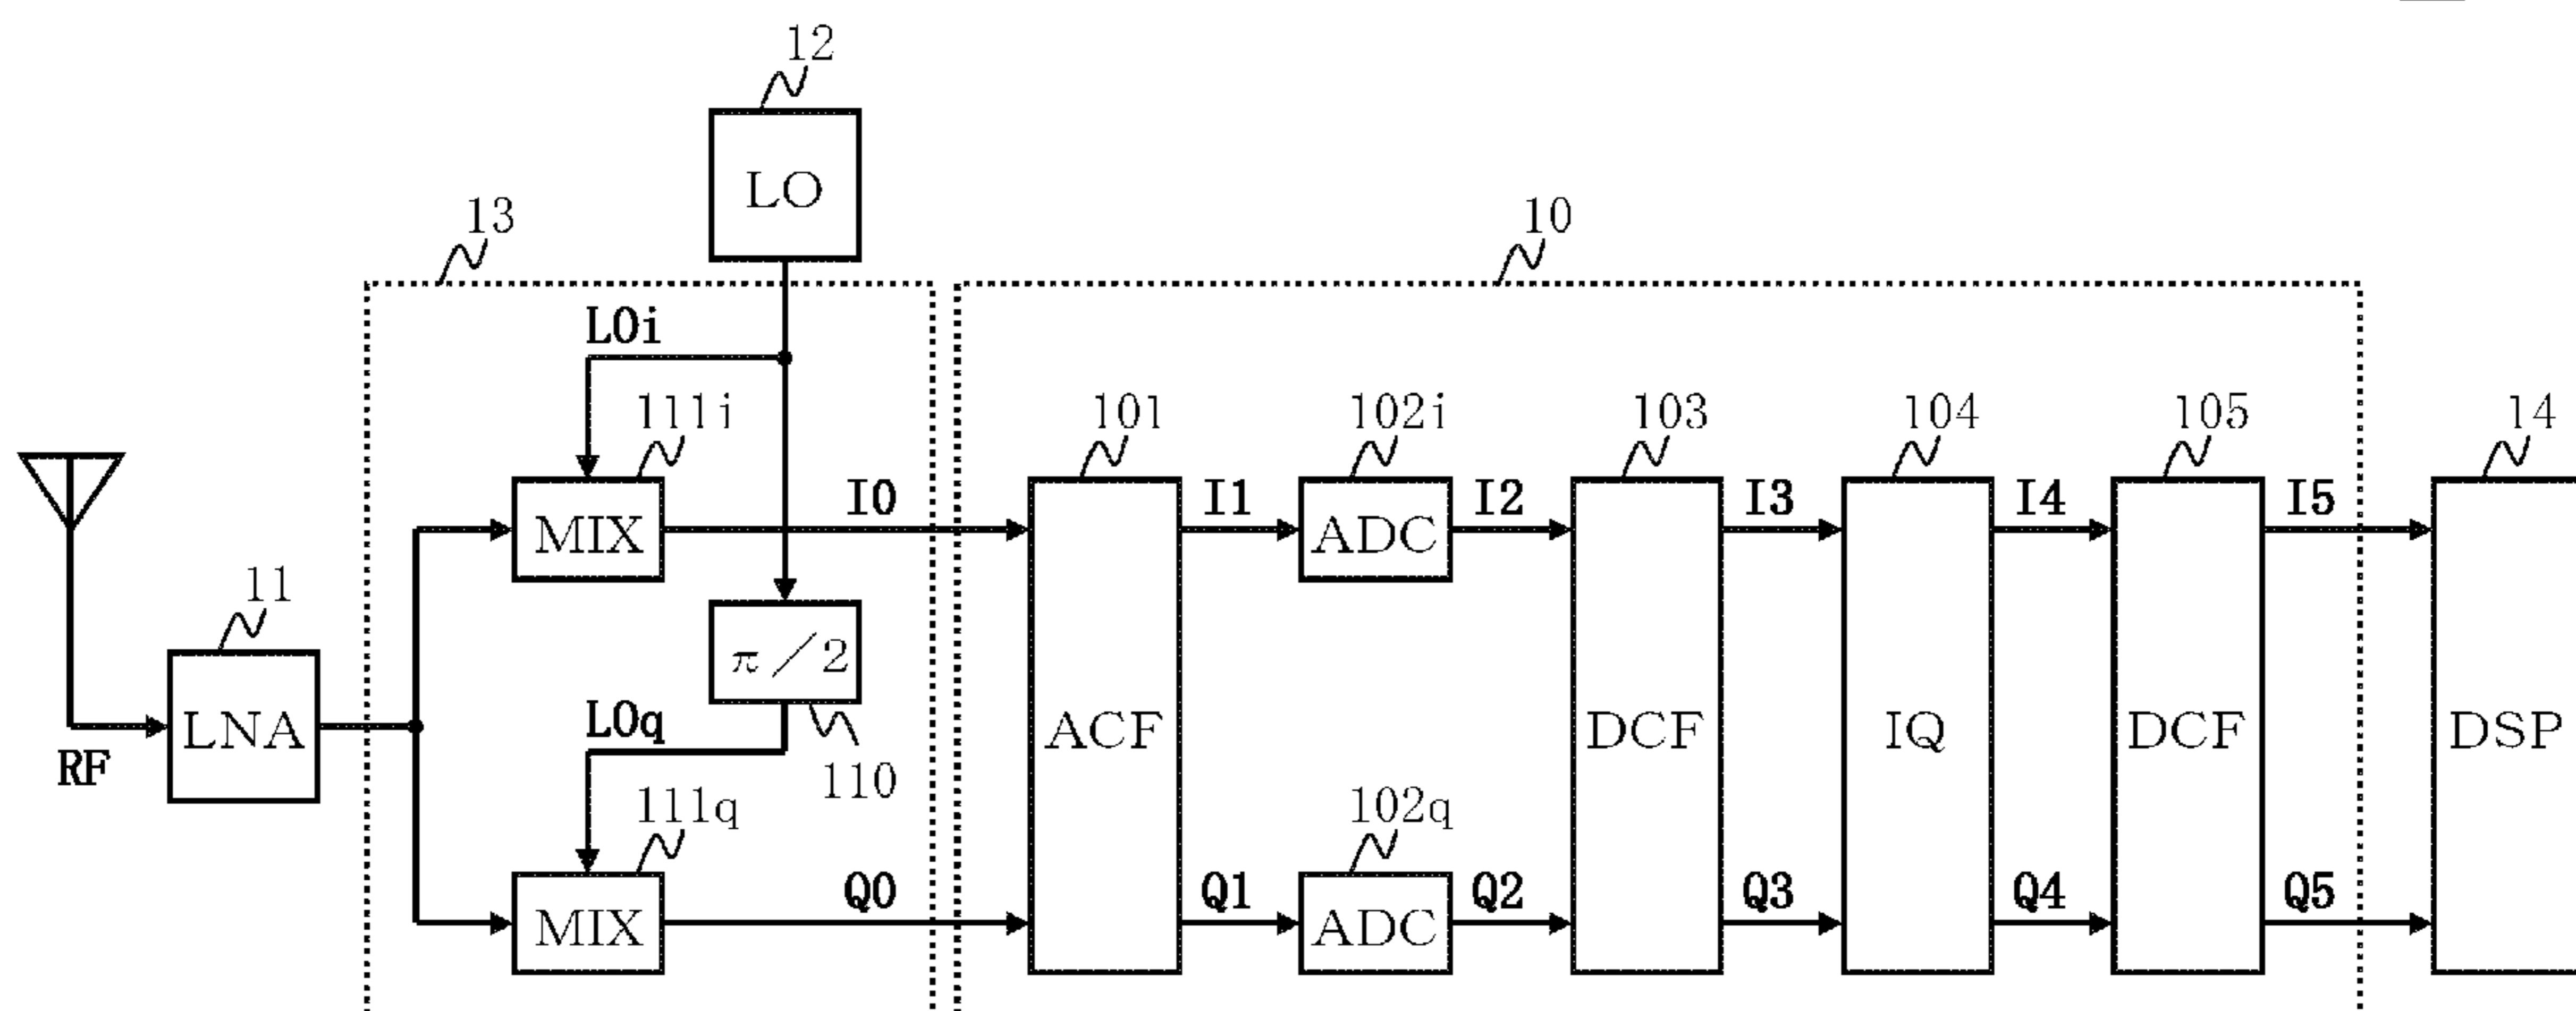 12
LO
13
10
LOi
111i
101
102i
103
104
105
14
MIX
I0
I1
ADC
I2
I3
I4
I5
11
π/2
LNA
RF
LOq
110
ACF
DCF
IQ
DCF
DSP
111q
102q
MIX
Q0
Q1
ADC
Q2
Q3
Q4
Q5